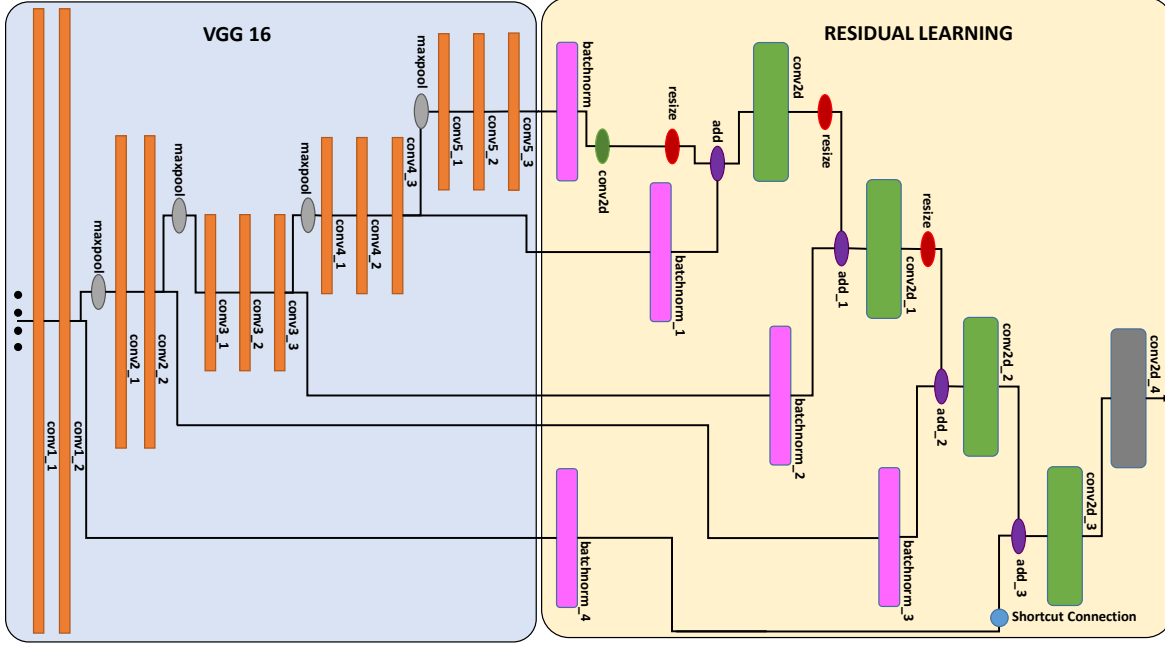 VGG 16
RESIDUAL LEARNING
conv1_1
conv1_2
maxpool
conv2_1
conv2_2
maxpool
conv3_1
conv3_2
conv3_3
maxpool
conv4_1
conv4_2
conv4_3
maxpool
conv5_1
conv5_2
conv5_3
batchnorm
conv2d
resize
add
batchnorm_1
conv2d
resize
add_1
batchnorm_2
conv2d_1
resize
add_2
batchnorm_3
conv2d_2
add_3
batchnorm_4
Shortcut Connection
conv2d_3
conv2d_4